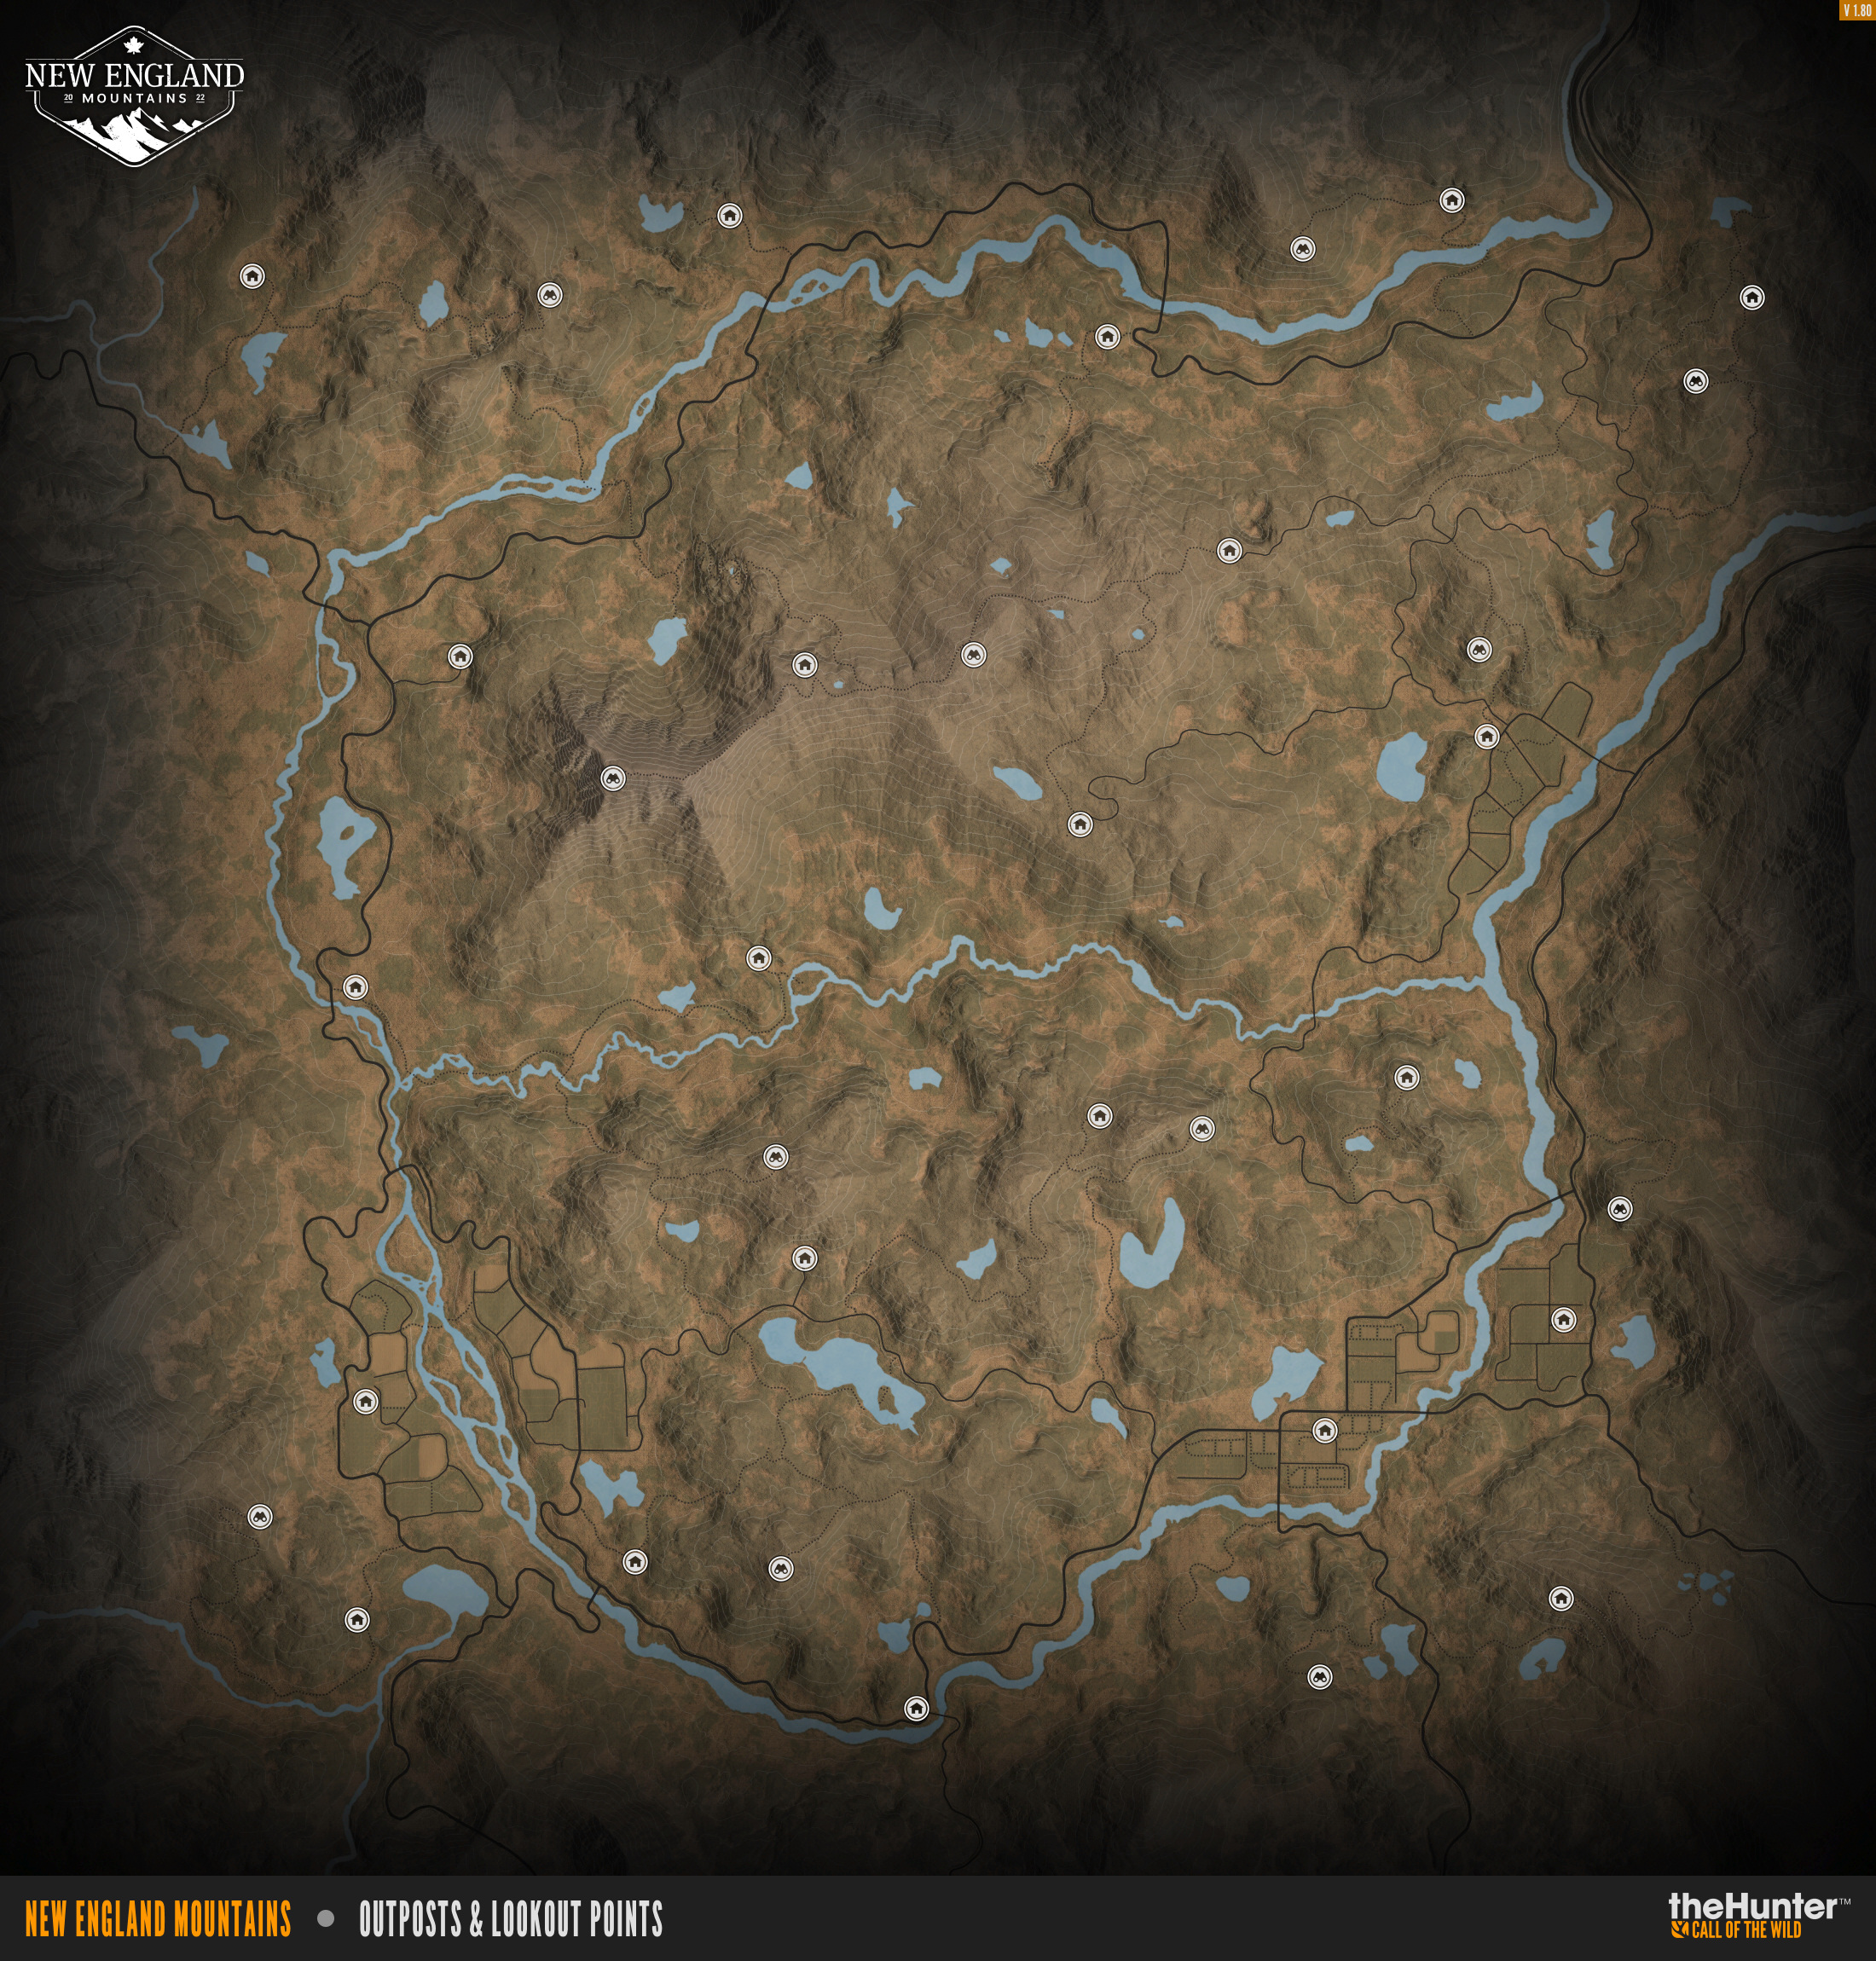 V 1.80
NEW ENGLAND
20 MOUNTAINS 22
NEW ENGLAND MOUNTAINS
OUTPOSTS & LOOKOUT POINTS
theHunter™
CALL OF THE WILD